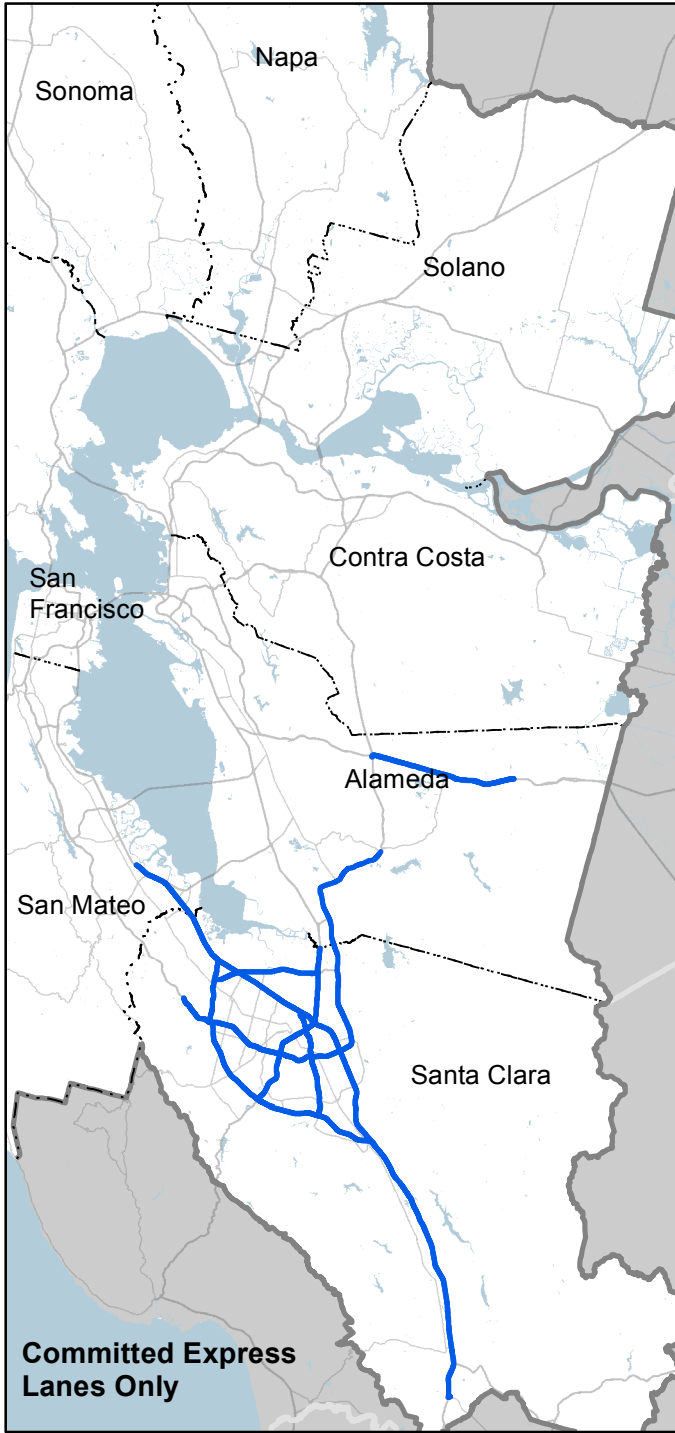 Napa
Sonoma
Solano
Contra Costa
San
Francisco
Alameda
San Mateo
Santa Clara
Committed Express
Lanes Only